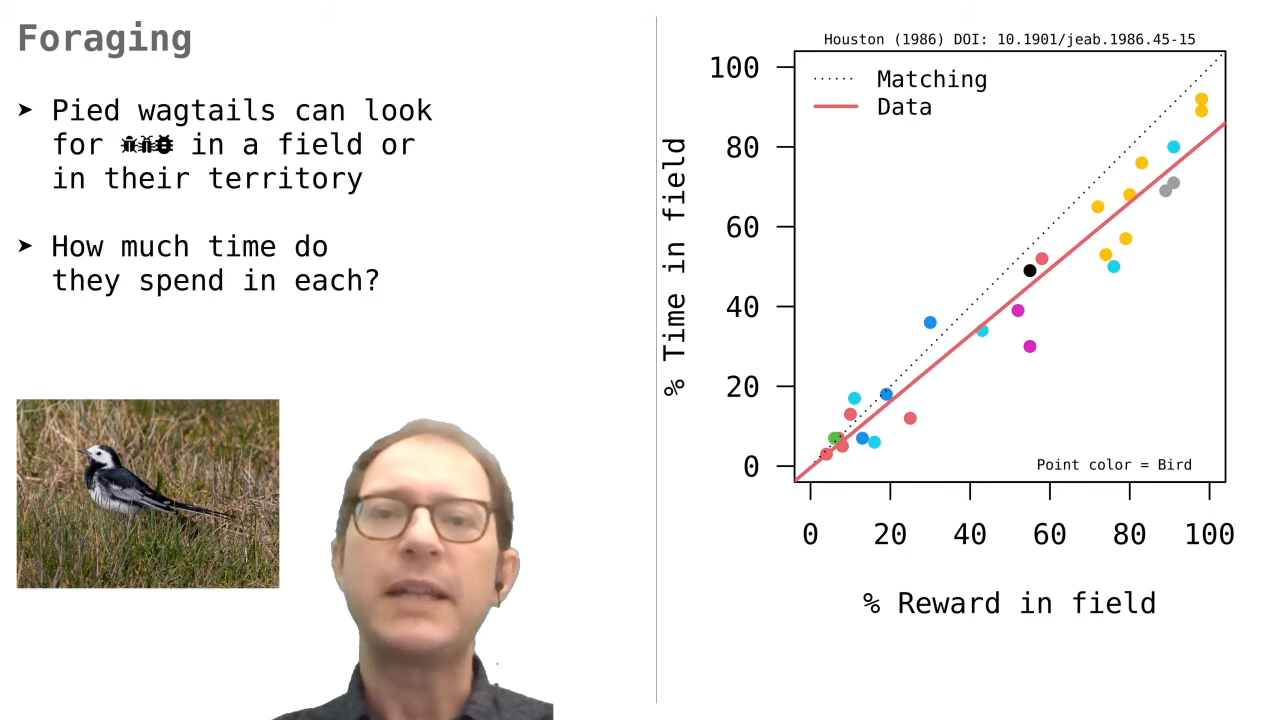 Foraging
➤ Pied wagtails can look
for in a field or
in their territory
➤ How much time do
they spend in each?
Houston (1986) DOI: 10.1901/jeab.1986.45-15
Matching
Data
100
80
60
40
20
0
% Time in field
Point color = Bird
0 20 40 60 80 100
% Reward in field